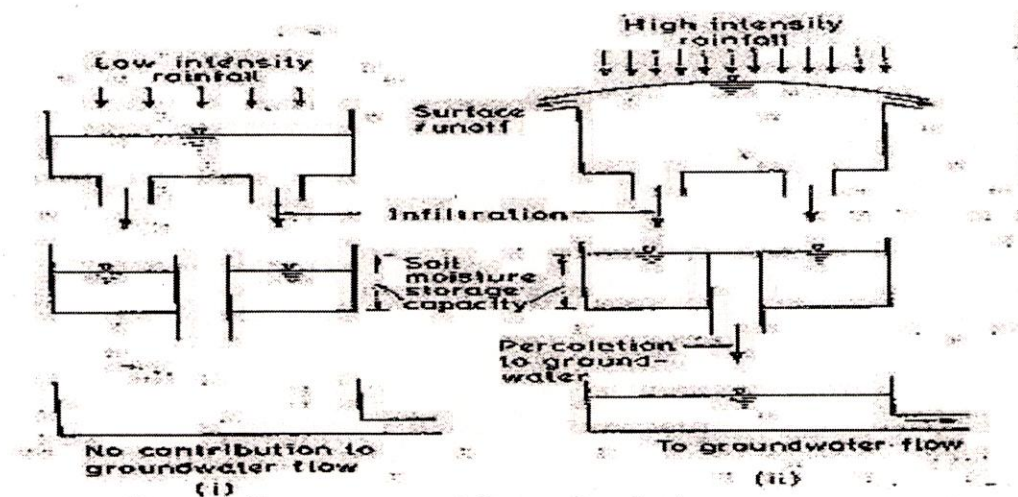 Low intensity
rainfall
High intensity
rainfall
Surface
runoff
Infiltration
Soil
moisture
storage
capacity
Percolation
to ground-
water
No contribution to
groundwater flow
(i)
To groundwater flow
(ii)